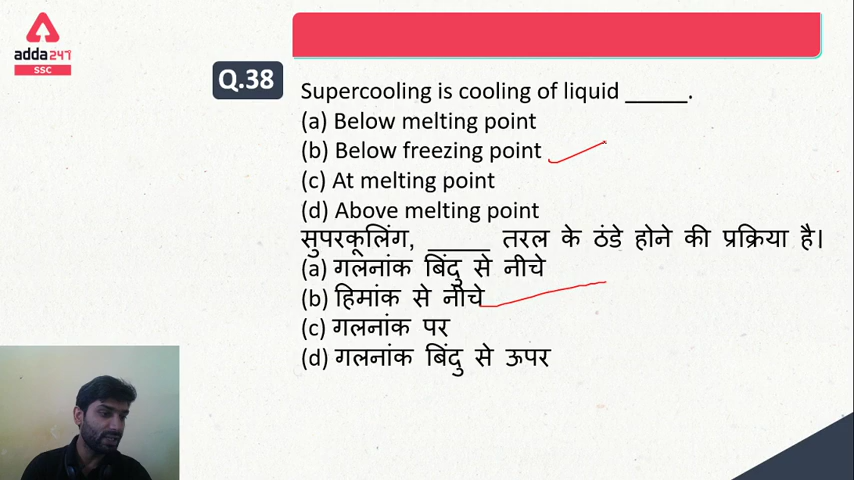 adda247
SSC
Q.38
Supercooling is cooling of liquid _____.
(a) Below melting point
(b) Below freezing point
(c) At melting point
(d) Above melting point
सुपरकूलिंग, _____ तरल के ठंडे होने की प्रक्रिया है।
(a) गलनांक बिंदु से नीचे
(b) हिमांक से नीचे
(c) गलनांक पर
(d) गलनांक बिंदु से ऊपर